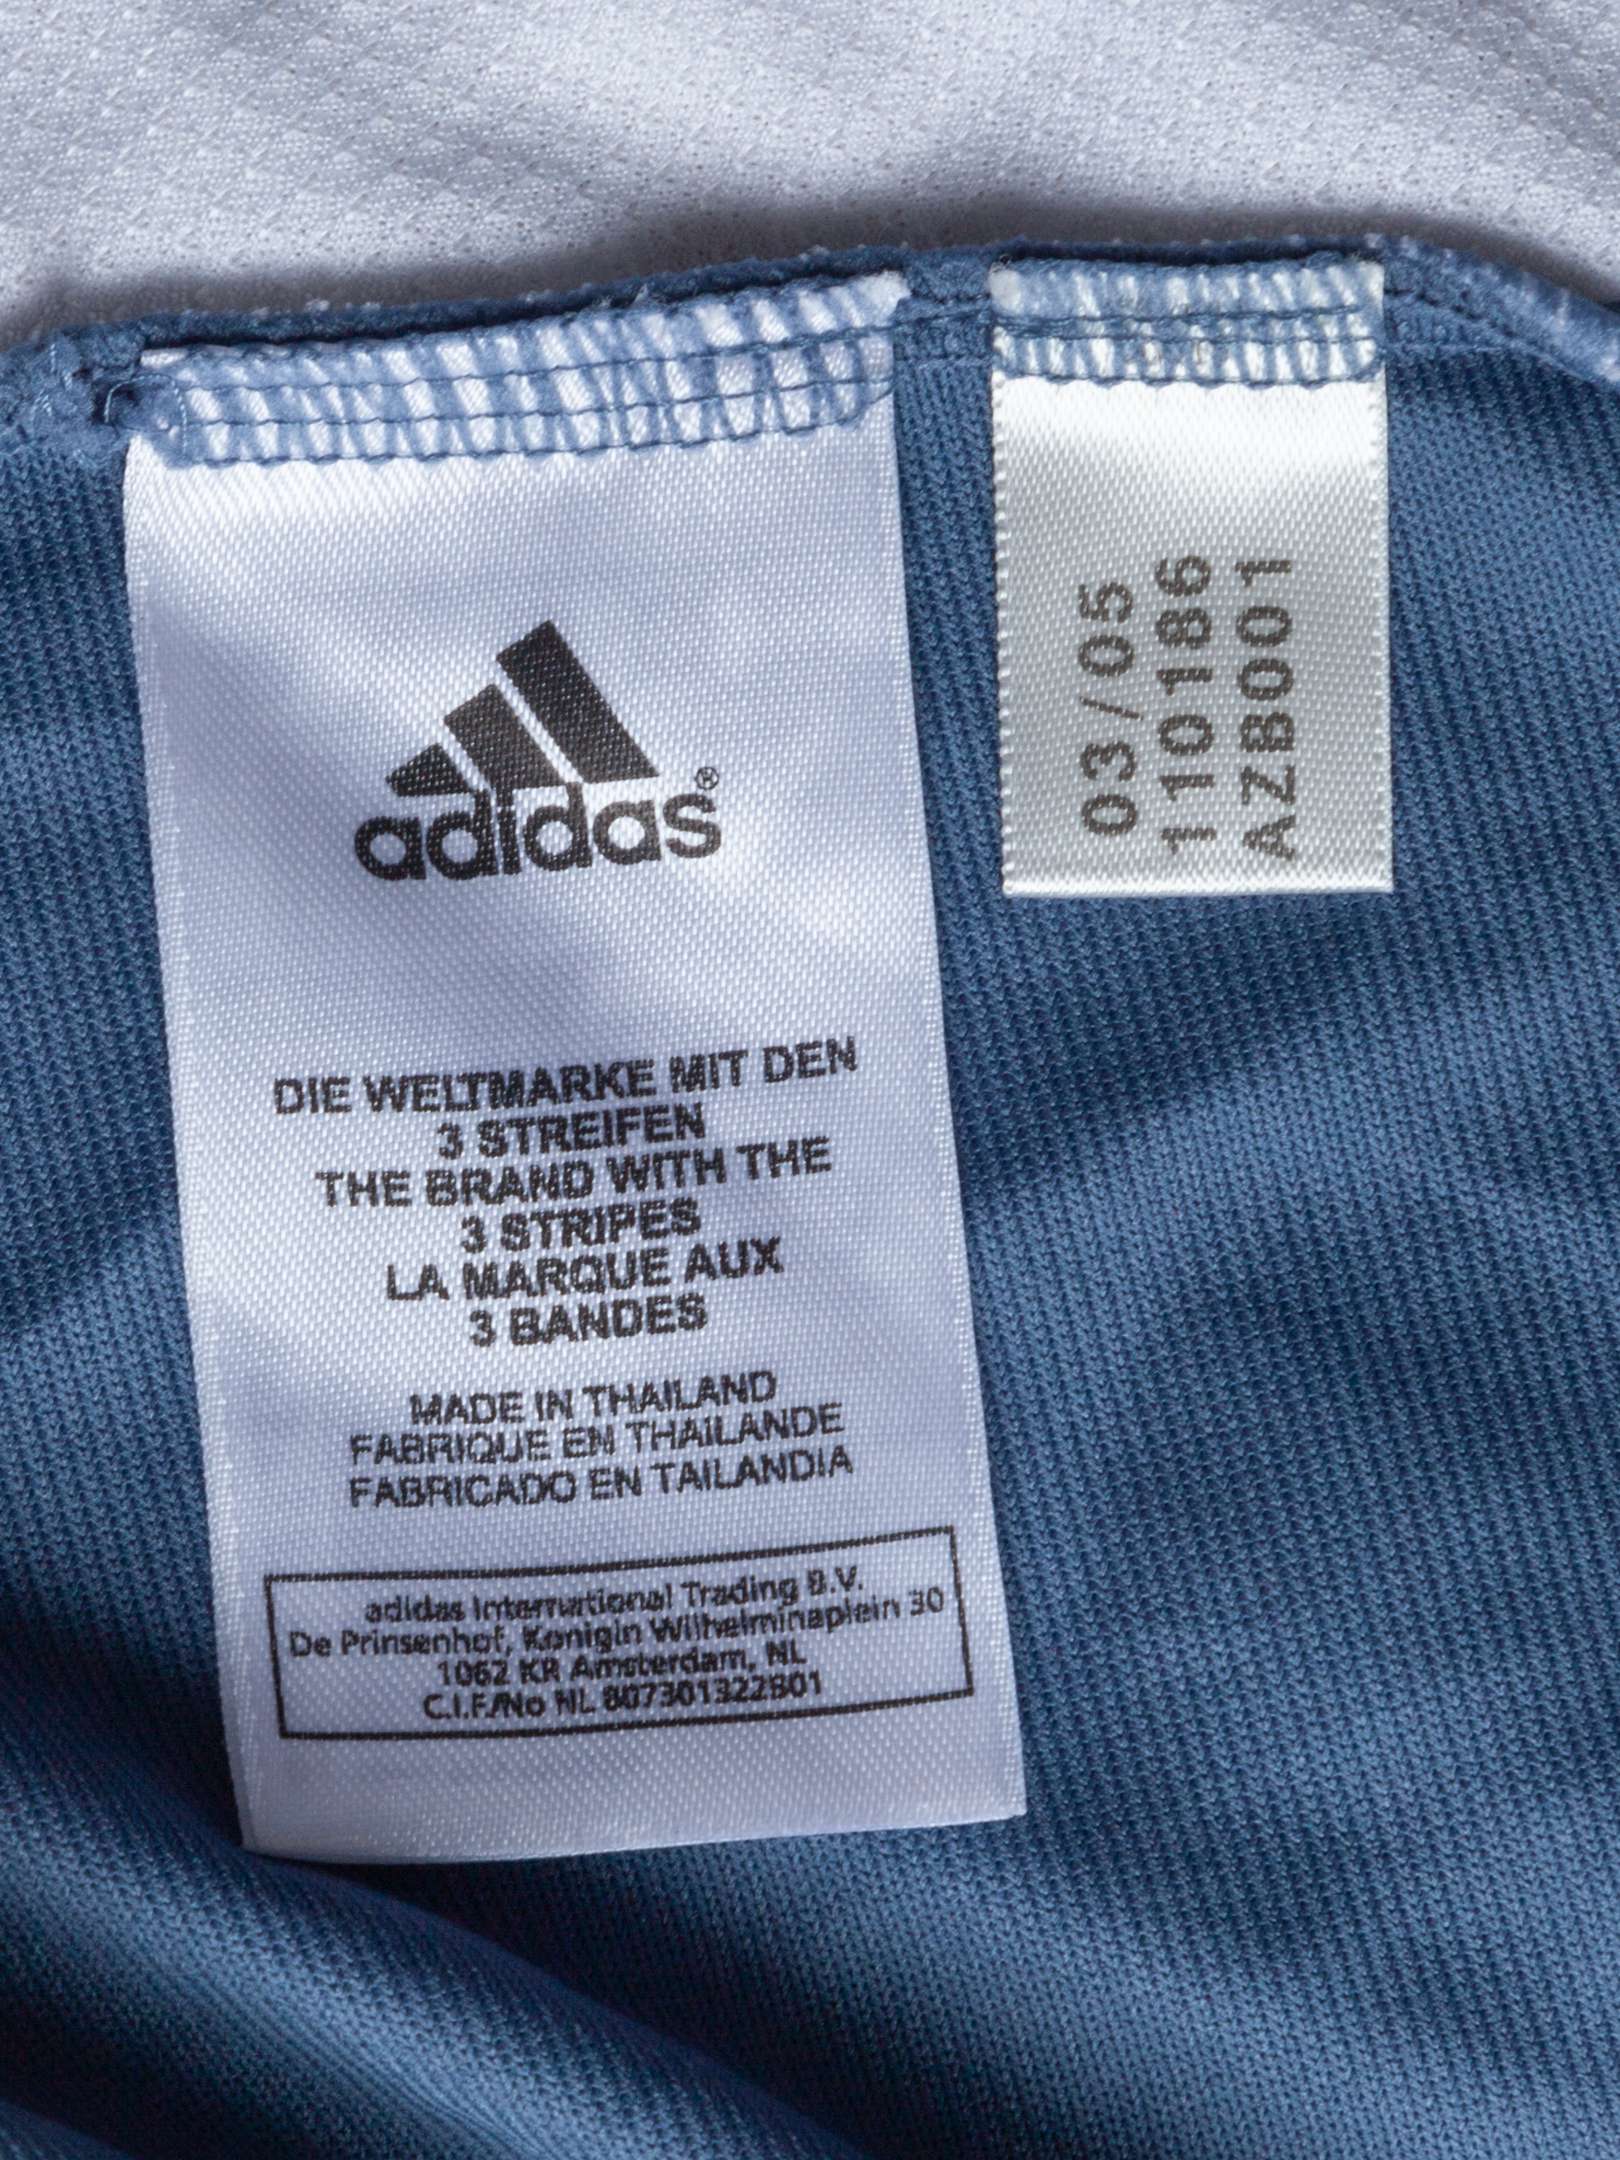 adidas®
DIE WELTMARKE MIT DEN
3 STREIFEN
THE BRAND WITH THE
3 STRIPES
LA MARQUE AUX
3 BANDES
MADE IN THAILAND
FABRIQUE EN THAILANDE
FABRICADO EN TAILANDIA
adidas International Trading B.V.
De Prinsenhof, Konigin Wilhelminaplein 30
1062 KR Amsterdam, NL
C.I.F./No NL 807301322B01
03/05
110186
AZB001